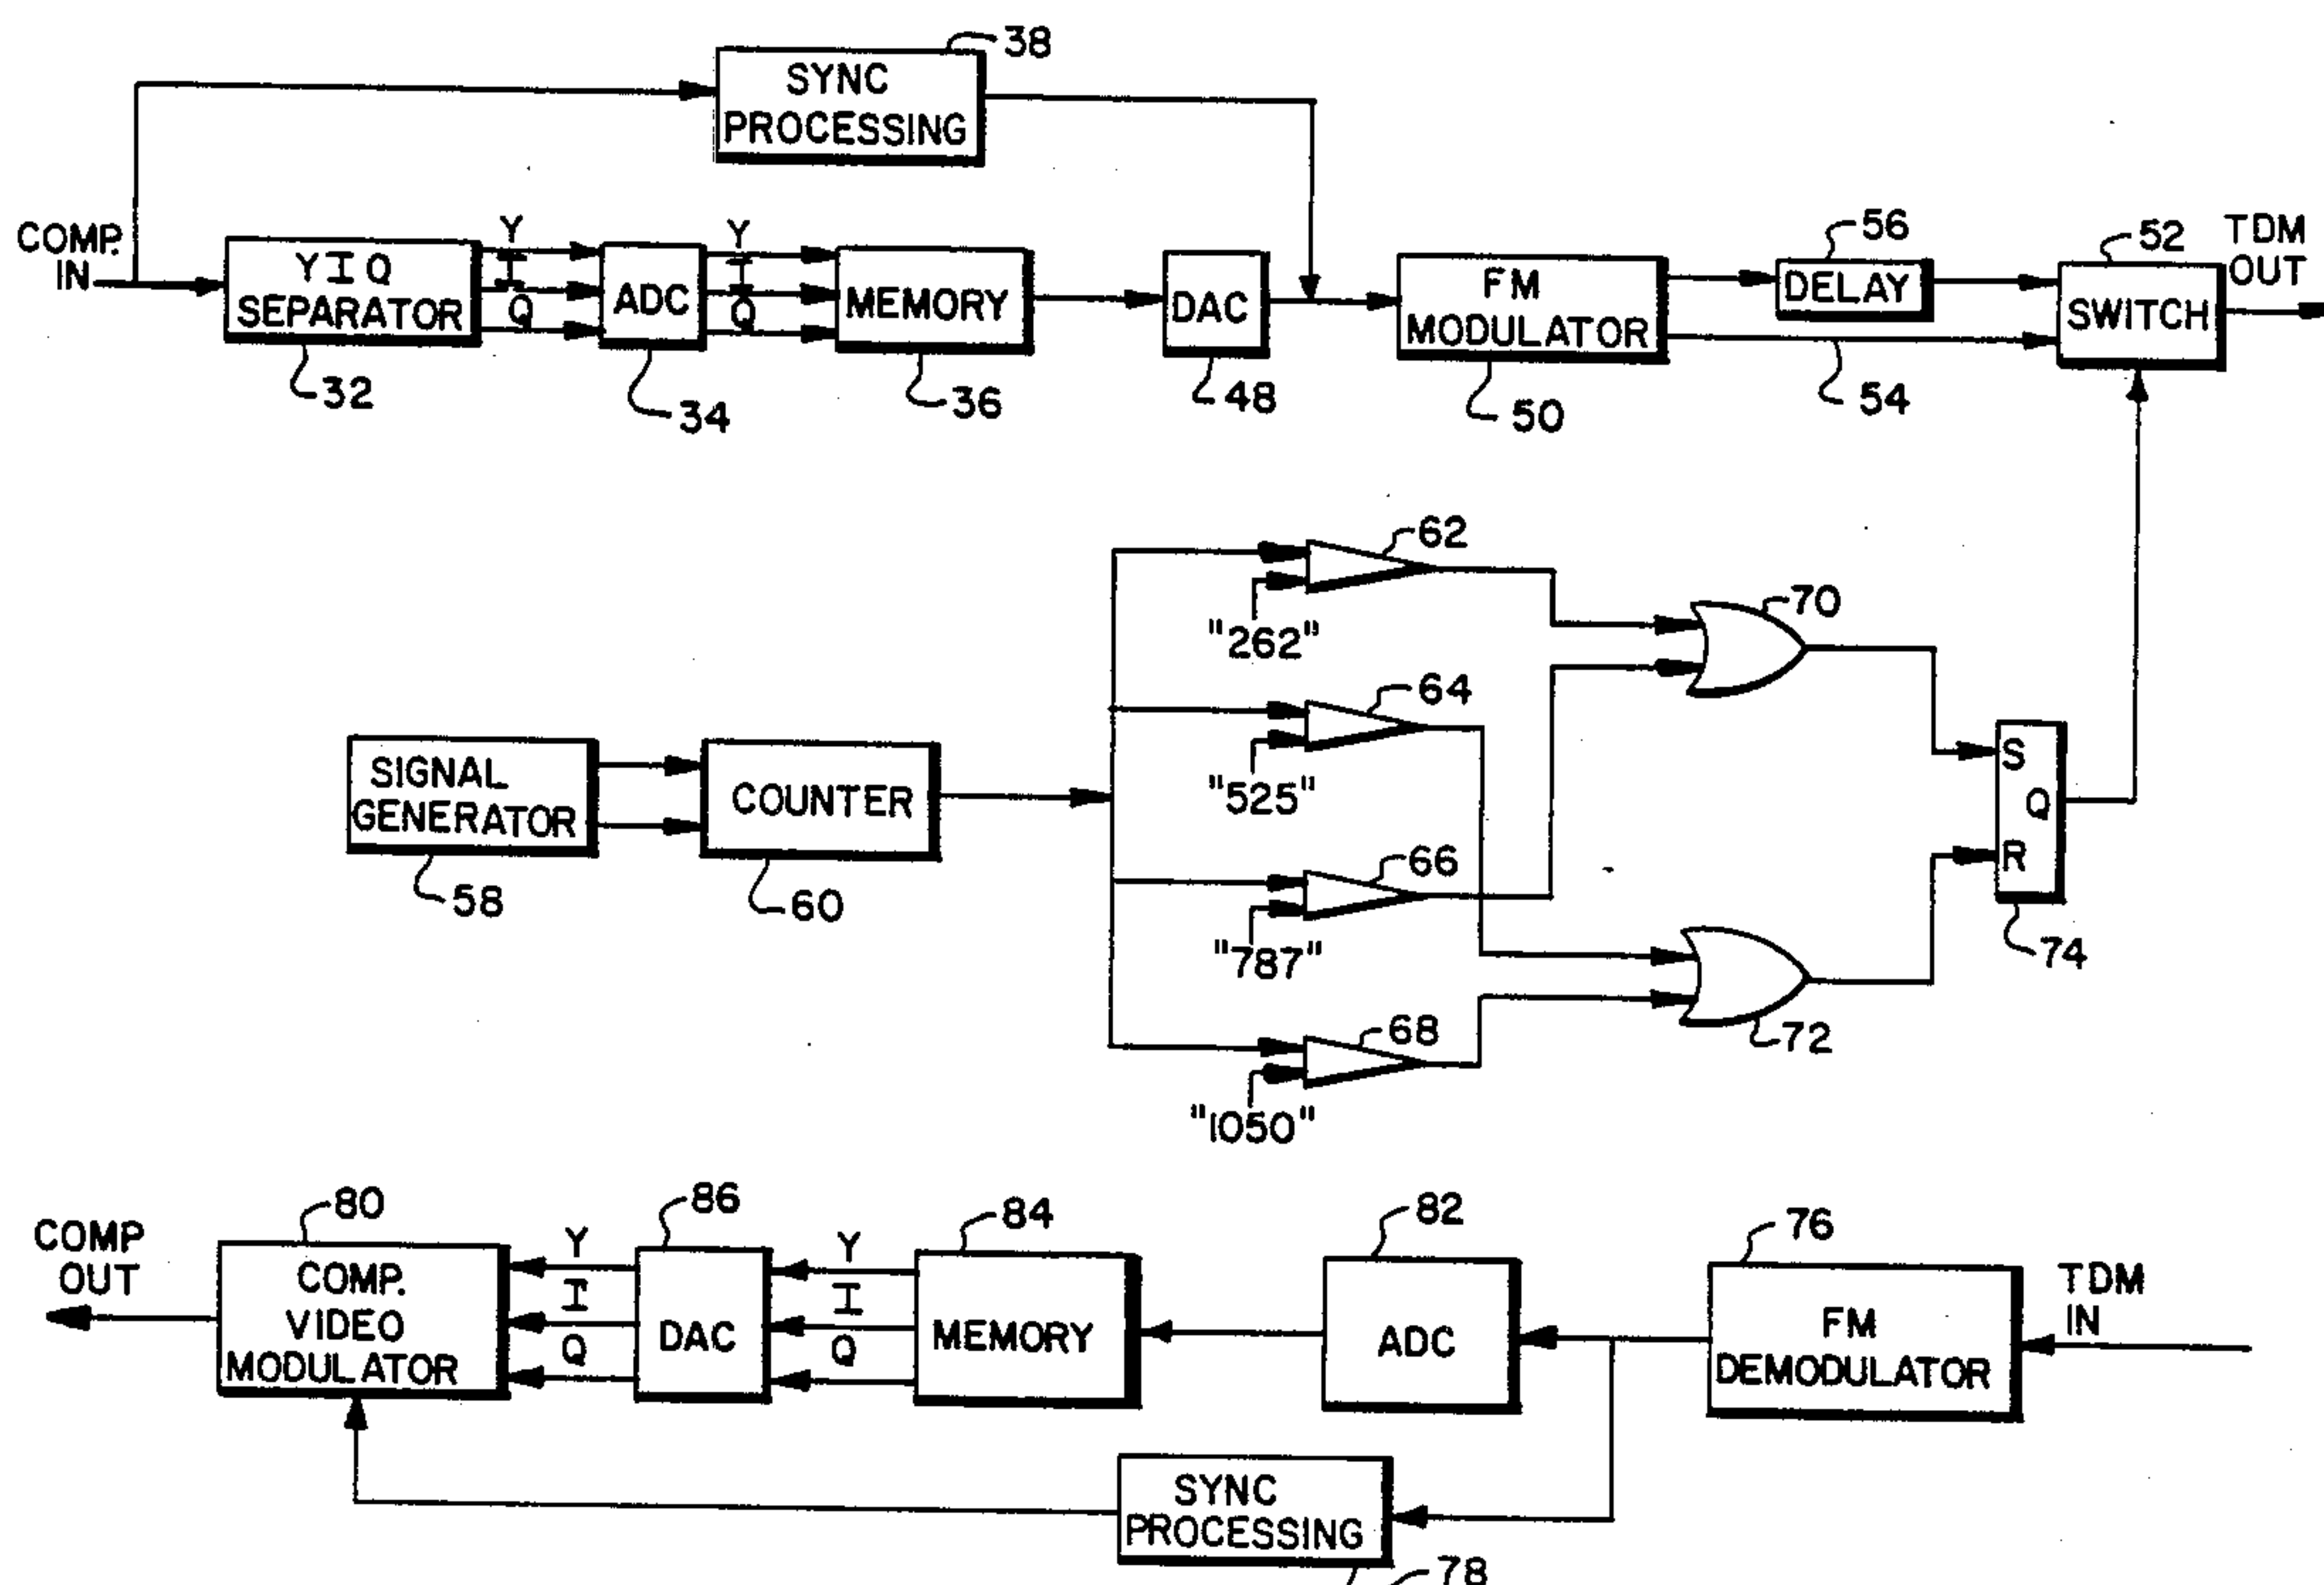 38
SYNC
PROCESSING
COMP.
IN
Y I Q
SEPARATOR
Y
I
Q
ADC
Y
I
Q
MEMORY
DAC
FM
MODULATOR
56
DELAY
52
SWITCH
TDM
OUT
32
34
36
48
50
54
62
"262"
70
64
"525"
SIGNAL
GENERATOR
COUNTER
S
Q
R
58
60
66
"787"
74
68
72
"1050"
COMP
OUT
80
COMP.
VIDEO
MODULATOR
Y
I
Q
86
DAC
Y
I
Q
84
MEMORY
82
ADC
76
FM
DEMODULATOR
TDM
IN
SYNC
PROCESSING
78